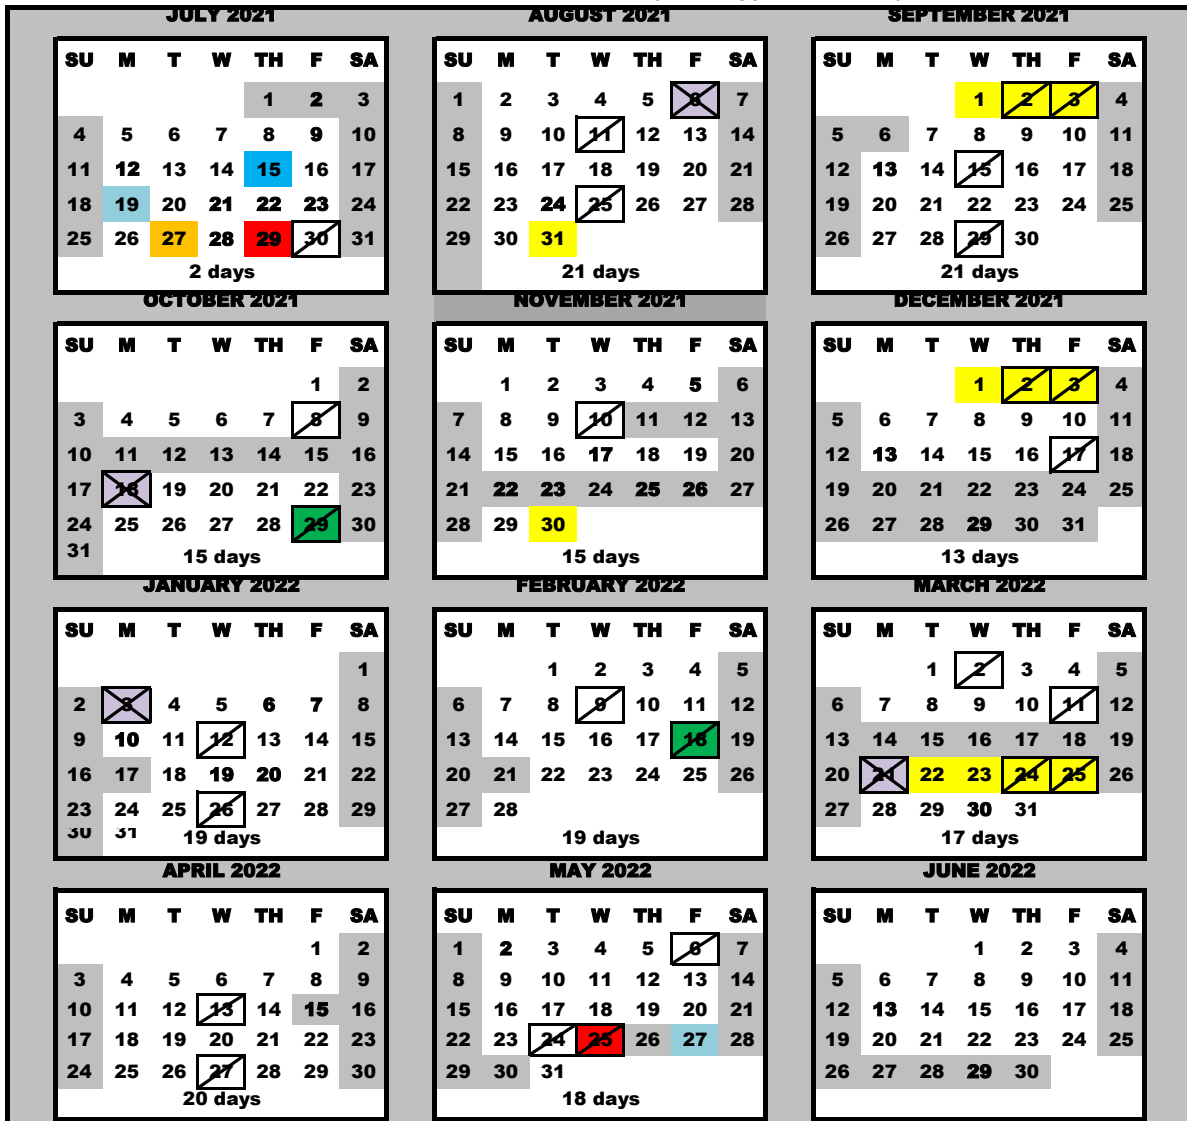 JULY 2021 AUGUST 2021 SEPTEMBER 2021
SU M T W TH F SA SU M T W TH F SA SU M T W TH F SA
1 2 3 1 2 3 4 5 6 7 1 2 3 4
4 5 6 7 8 9 10 8 9 10 11 12 13 14 5 6 7 8 9 10 11
11 12 13 14 15 16 17 15 16 17 18 19 20 21 12 13 14 15 16 17 18
18 19 20 21 22 23 24 22 23 24 25 26 27 28 19 20 21 22 23 24 25
25 26 27 28 29 30 31 29 30 31 26 27 28 29 30
2 days 21 days 21 days
OCTOBER 2021 NOVEMBER 2021 DECEMBER 2021
SU M T W TH F SA SU M T W TH F SA SU M T W TH F SA
1 2 1 2 3 4 5 6 1 2 3 4
3 4 5 6 7 8 9 7 8 9 10 11 12 13 5 6 7 8 9 10 11
10 11 12 13 14 15 16 14 15 16 17 18 19 20 12 13 14 15 16 17 18
17 18 19 20 21 22 23 21 22 23 24 25 26 27 19 20 21 22 23 24 25
24 25 26 27 28 29 30 28 29 30 26 27 28 29 30 31
31 15 days 15 days 13 days
JANUARY 2022 FEBRUARY 2022 MARCH 2022
SU M T W TH F SA SU M T W TH F SA SU M T W TH F SA
1 1 2 3 4 5 1 2 3 4 5
2 3 4 5 6 7 8 6 7 8 9 10 11 12 6 7 8 9 10 11 12
9 10 11 12 13 14 15 13 14 15 16 17 18 19 13 14 15 16 17 18 19
16 17 18 19 20 21 22 20 21 22 23 24 25 26 20 21 22 23 24 25 26
23 24 25 26 27 28 29 27 28 27 28 29 30 31
30 31 19 days 19 days 17 days
APRIL 2022 MAY 2022 JUNE 2022
SU M T W TH F SA SU M T W TH F SA SU M T W TH F SA
1 2 1 2 3 4 5 6 7 1 2 3 4
3 4 5 6 7 8 9 8 9 10 11 12 13 14 5 6 7 8 9 10 11
10 11 12 13 14 15 16 15 16 17 18 19 20 21 12 13 14 15 16 17 18
17 18 19 20 21 22 23 22 23 24 25 26 27 28 19 20 21 22 23 24 25
24 25 26 27 28 29 30 29 30 31 26 27 28 29 30
20 days 18 days